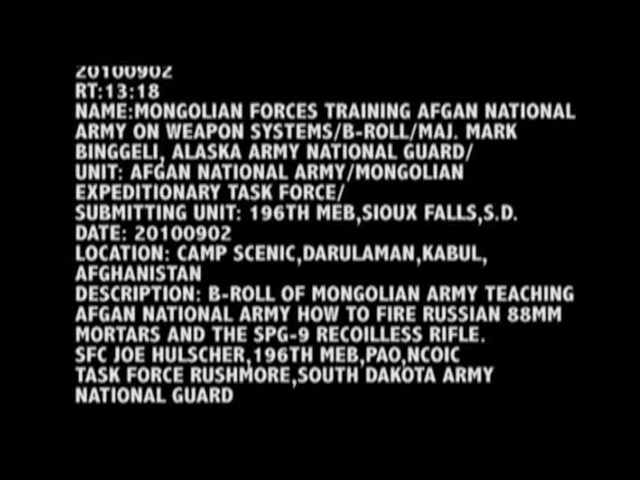 20100902
RT:13:18
NAME:MONGOLIAN FORCES TRAINING AFGAN NATIONAL
ARMY ON WEAPON SYSTEMS/B-ROLL/MAJ. MARK
BINGGELI, ALASKA ARMY NATIONAL GUARD/
UNIT: AFGAN NATIONAL ARMY/MONGOLIAN
EXPEDITIONARY TASK FORCE/
SUBMITTING UNIT: 196TH MEB,SIOUX FALLS,S.D.
DATE: 20100902
LOCATION: CAMP SCENIC,DARULAMAN,KABUL,
AFGHANISTAN
DESCRIPTION: B-ROLL OF MONGOLIAN ARMY TEACHING
AFGAN NATIONAL ARMY HOW TO FIRE RUSSIAN 88MM
MORTARS AND THE SPG-9 RECOILLESS RIFLE.
SFC JOE HULSCHER,196TH MEB,PAO,NCOIC
TASK FORCE RUSHMORE,SOUTH DAKOTA ARMY
NATIONAL GUARD